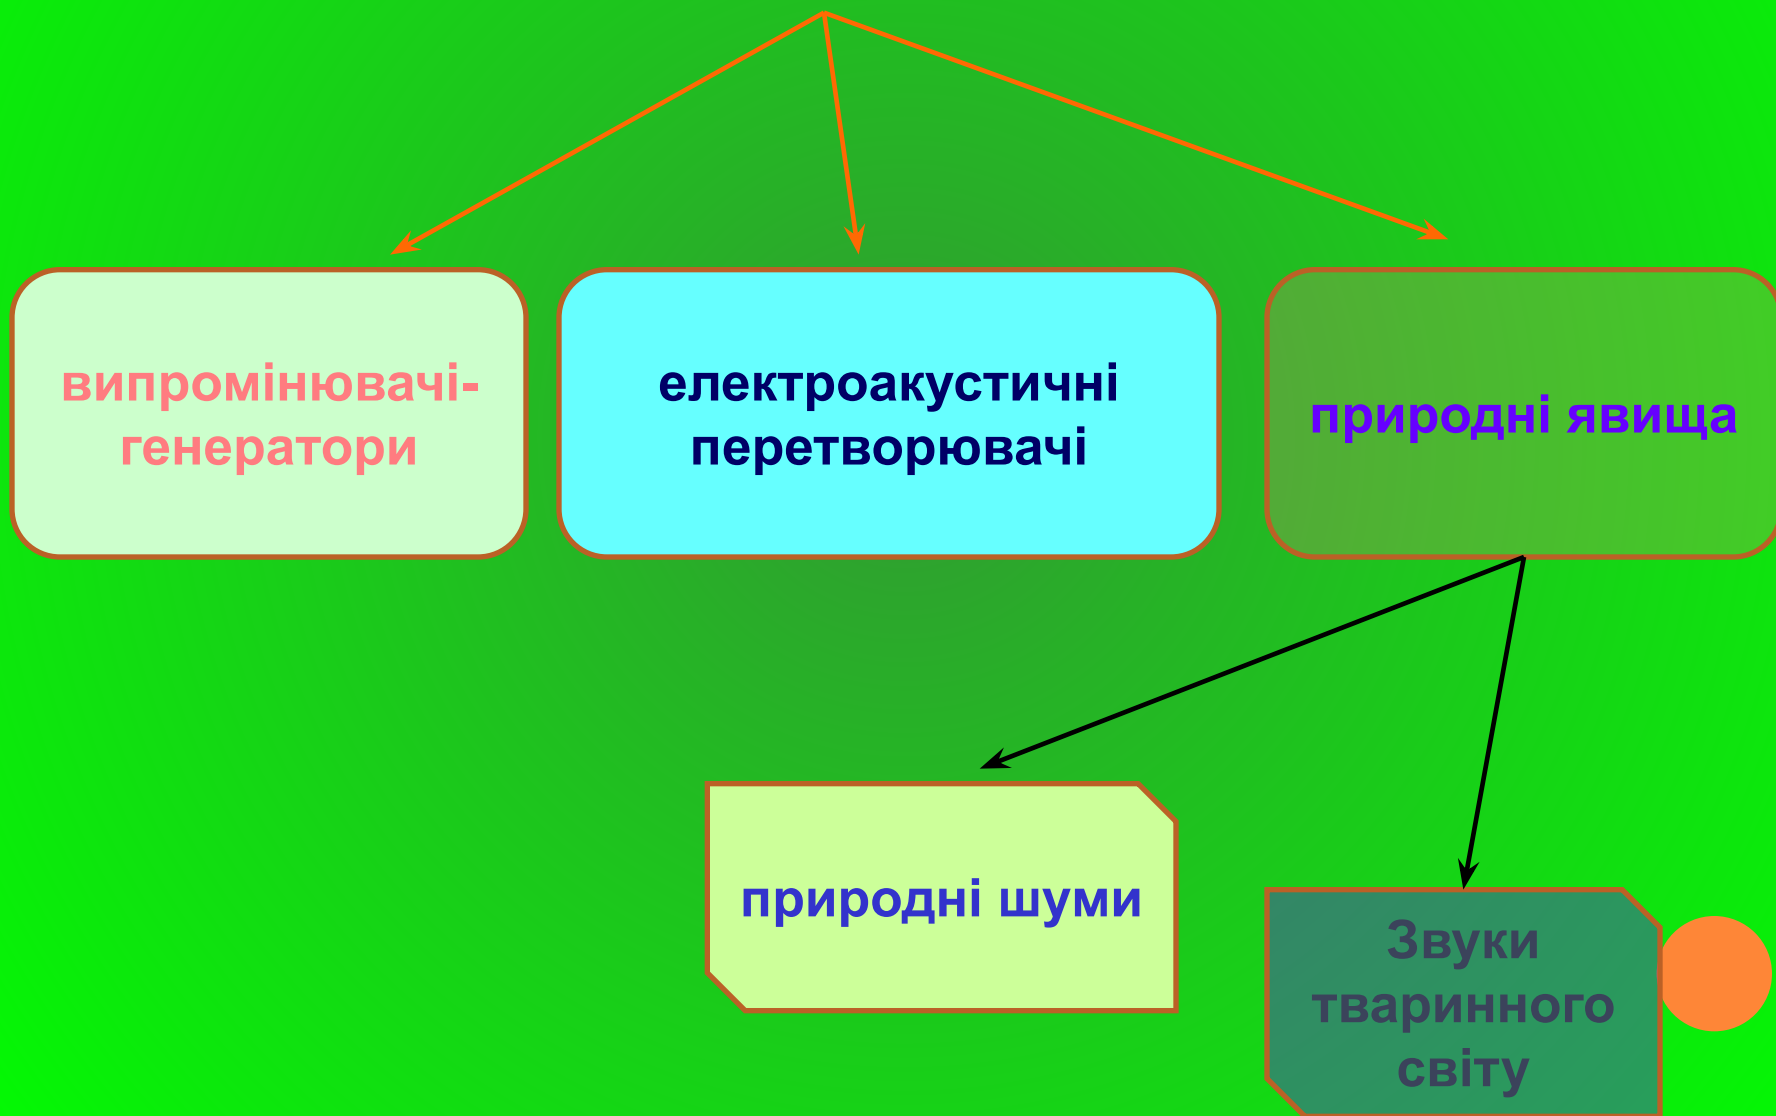 випромінювачі-
генератори
електроакустичні
перетворювачі
природні явища
природні шуми
Звуки
тваринного
світу